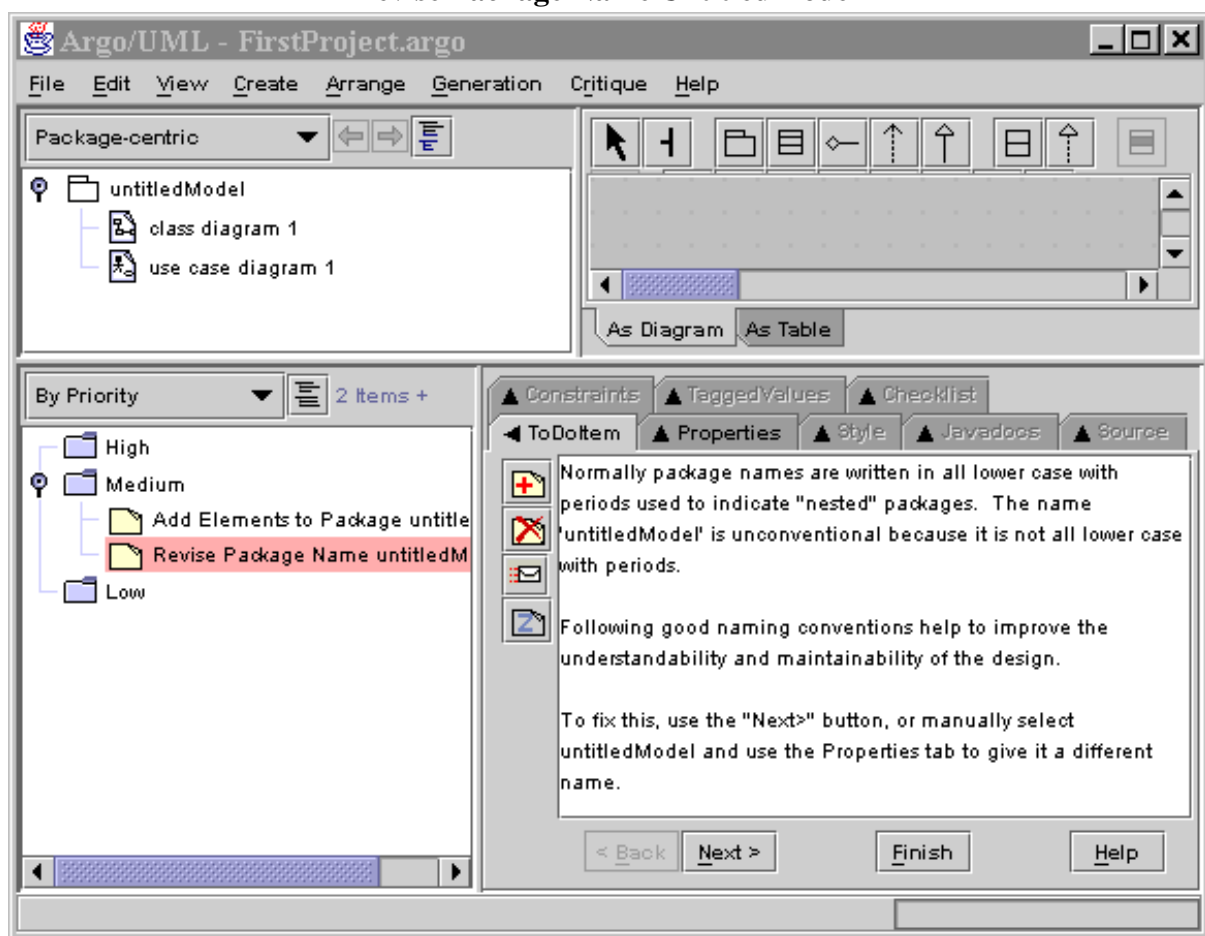 Revise Package Name UntitledModel
Argo/UML - FirstProject.argo
File Edit View Create Arrange Generation Critique Help
Package-centric
untitledModel
class diagram 1
use case diagram 1
As Diagram As Table
By Priority 2 Items +
High
Medium
Add Elements to Package untitle
Revise Package Name untitledM
Low
Constraints TaggedValues Checklist
ToDoItem Properties Style Javadocs Source
Normally package names are written in all lower case with
periods used to indicate "nested" packages. The name
'untitledModel' is unconventional because it is not all lower case
with periods.
Following good naming conventions help to improve the
understandability and maintainability of the design.
To fix this, use the "Next>" button, or manually select
untitledModel and use the Properties tab to give it a different
name.
< Back Next > Finish Help